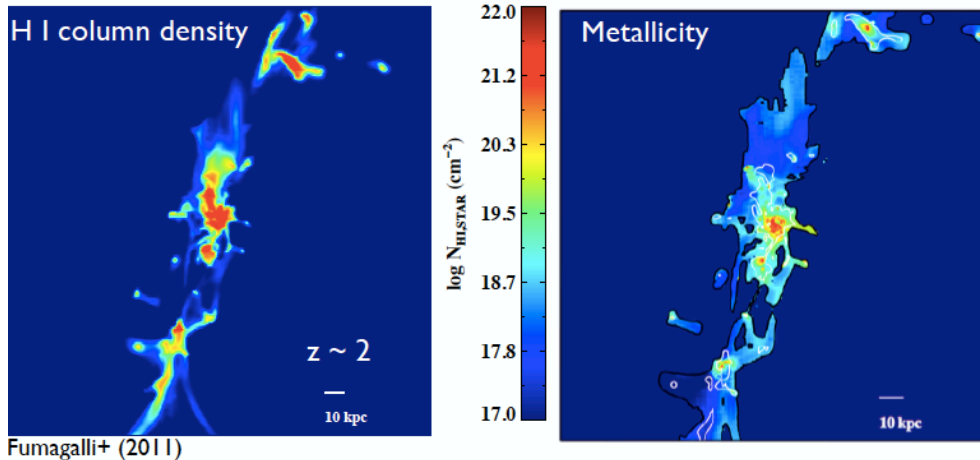 H I column density
z ~ 2
10 kpc
Fumagalli+ (2011)
log N_HI,STAR (cm⁻²)
22.0
21.2
20.3
19.5
18.7
17.8
17.0
Metallicity
10 kpc